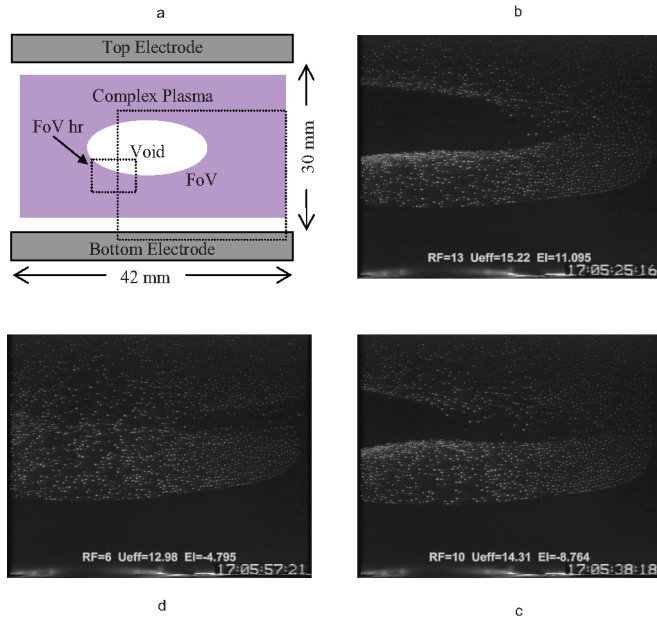 a
Top Electrode
Complex Plasma
FoV hr
Void
FoV
30 mm
Bottom Electrode
42 mm
b
RF=13 Ueff=15.22 EI=11.095
17:05:25:16
RF=6 Ueff=12.98 EI=-4.795
17:05:57:21
d
RF=10 Ueff=14.31 EI=-8.764
17:05:38:18
c